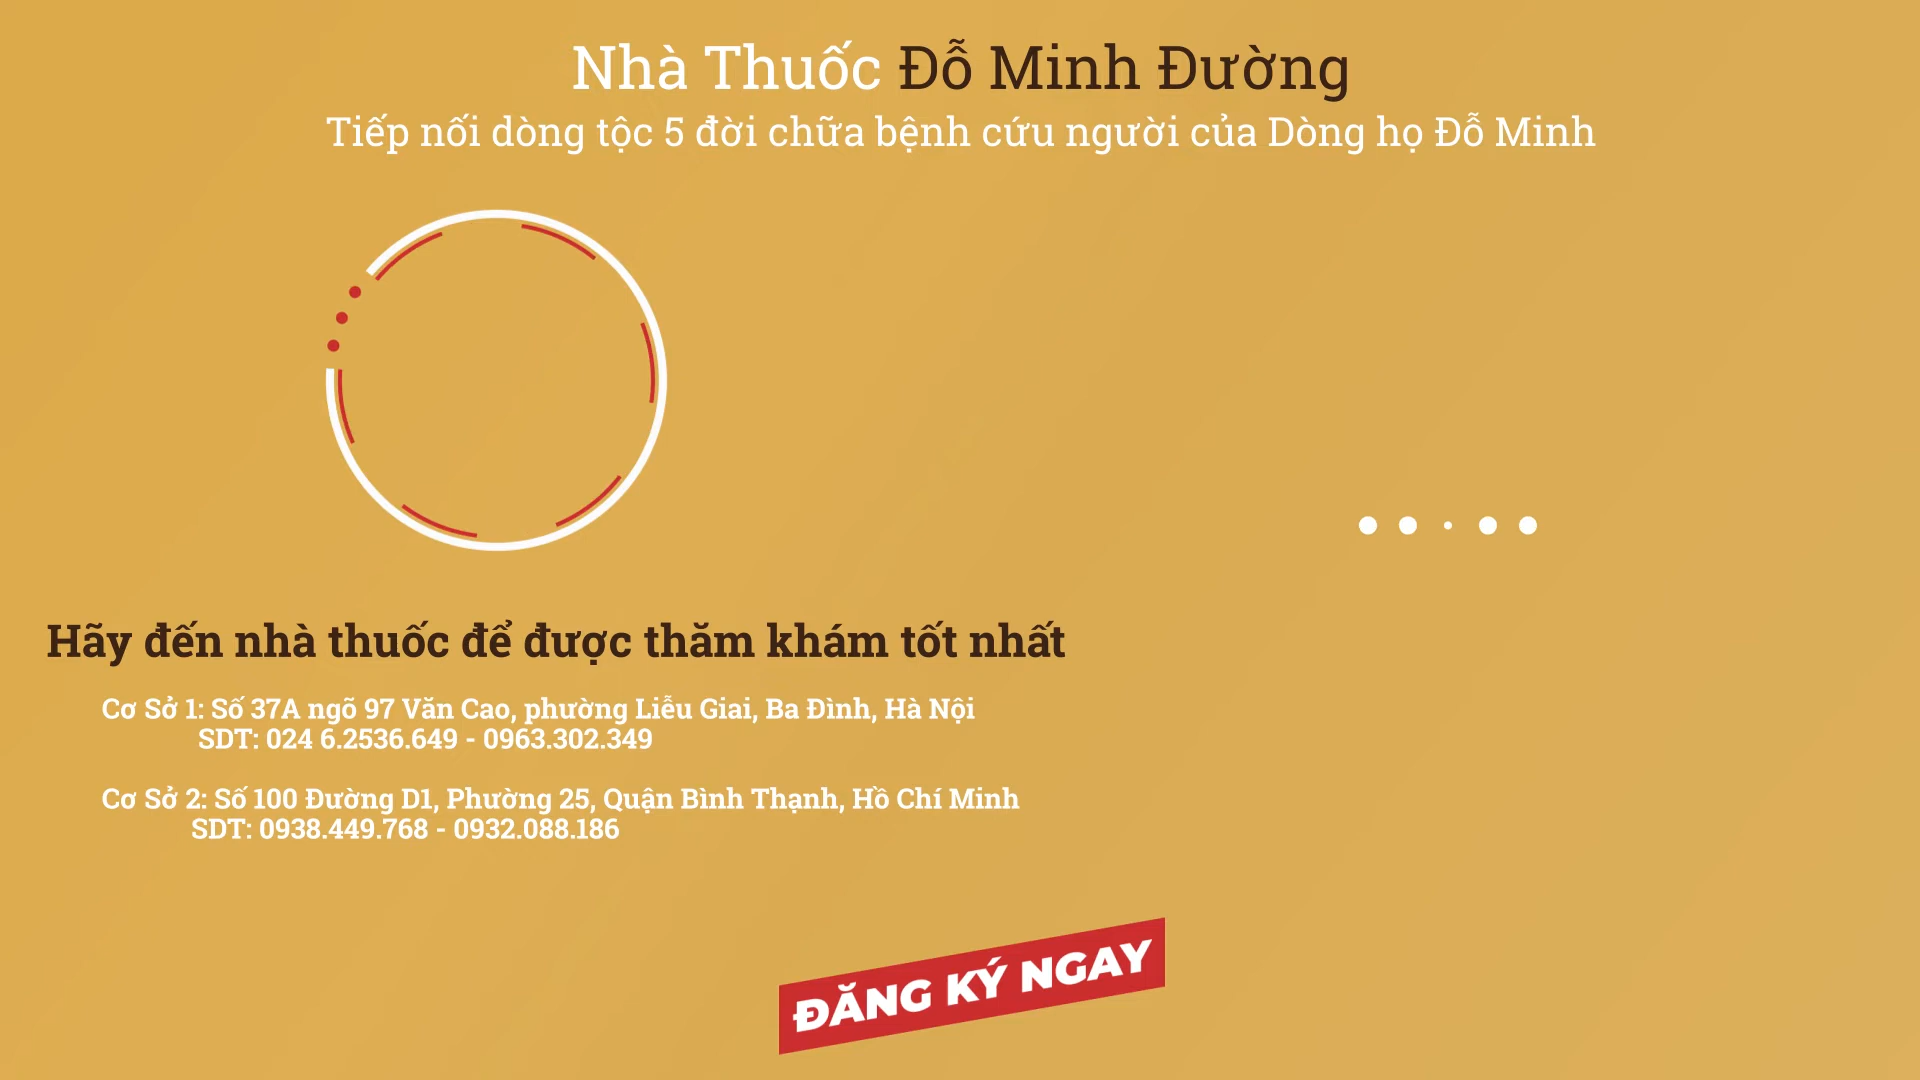 Nhà Thuốc Đỗ Minh Đường
Tiếp nối dòng tộc 5 đời chữa bệnh cứu người của Dòng họ Đỗ Minh
Hãy đến nhà thuốc để được thăm khám tốt nhất
Cơ Sở 1: Số 37A ngõ 97 Văn Cao, phường Liễu Giai, Ba Đình, Hà Nội
SDT: 024 6.2536.649 - 0963.302.349
Cơ Sở 2: Số 100 Đường D1, Phường 25, Quận Bình Thạnh, Hồ Chí Minh
SDT: 0938.449.768 - 0932.088.186
ĐĂNG KÝ NGAY